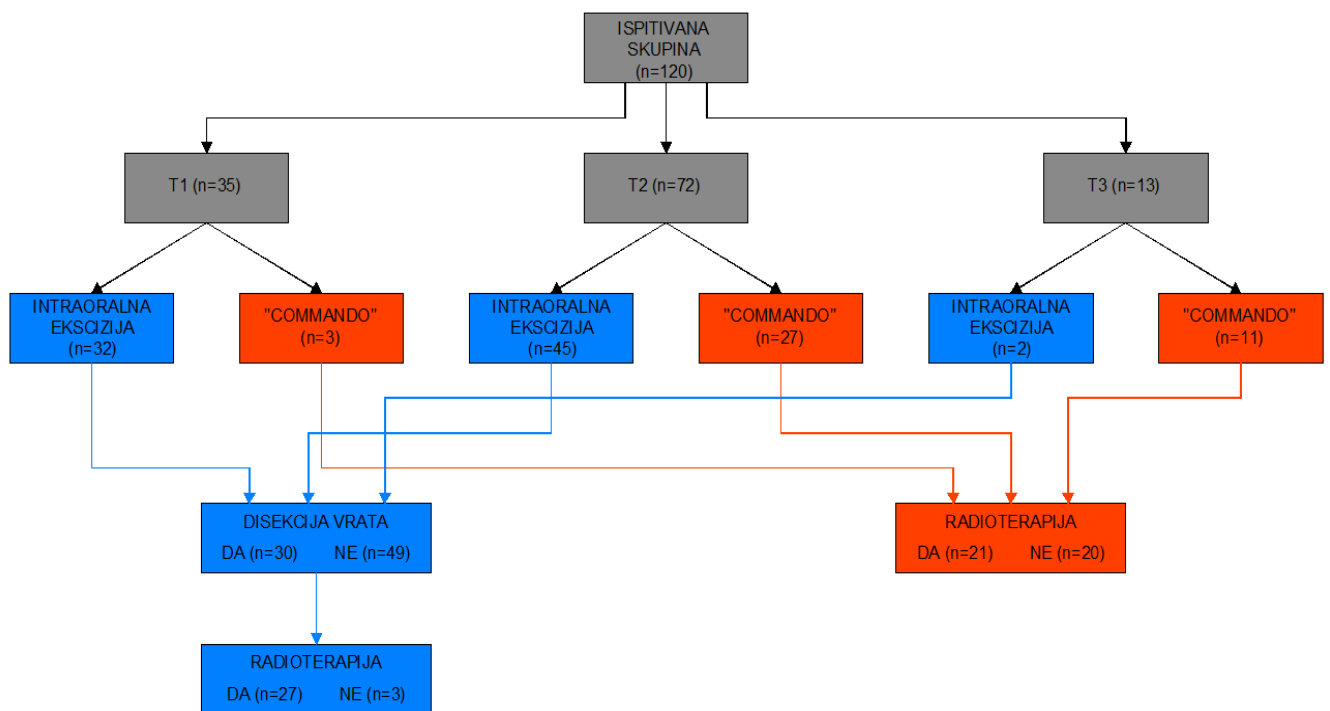 ISPITIVANA
SKUPINA
(n=120)
T1 (n=35)
T2 (n=72)
T3 (n=13)
INTRAORALNA
EKSCIZIJA
(n=32)
"COMMANDO"
(n=3)
INTRAORALNA
EKSCIZIJA
(n=45)
"COMMANDO"
(n=27)
INTRAORALNA
EKSCIZIJA
(n=2)
"COMMANDO"
(n=11)
DISEKCIJA VRATA
DA (n=30) NE (n=49)
RADIOTERAPIJA
DA (n=21) NE (n=20)
RADIOTERAPIJA
DA (n=27) NE (n=3)